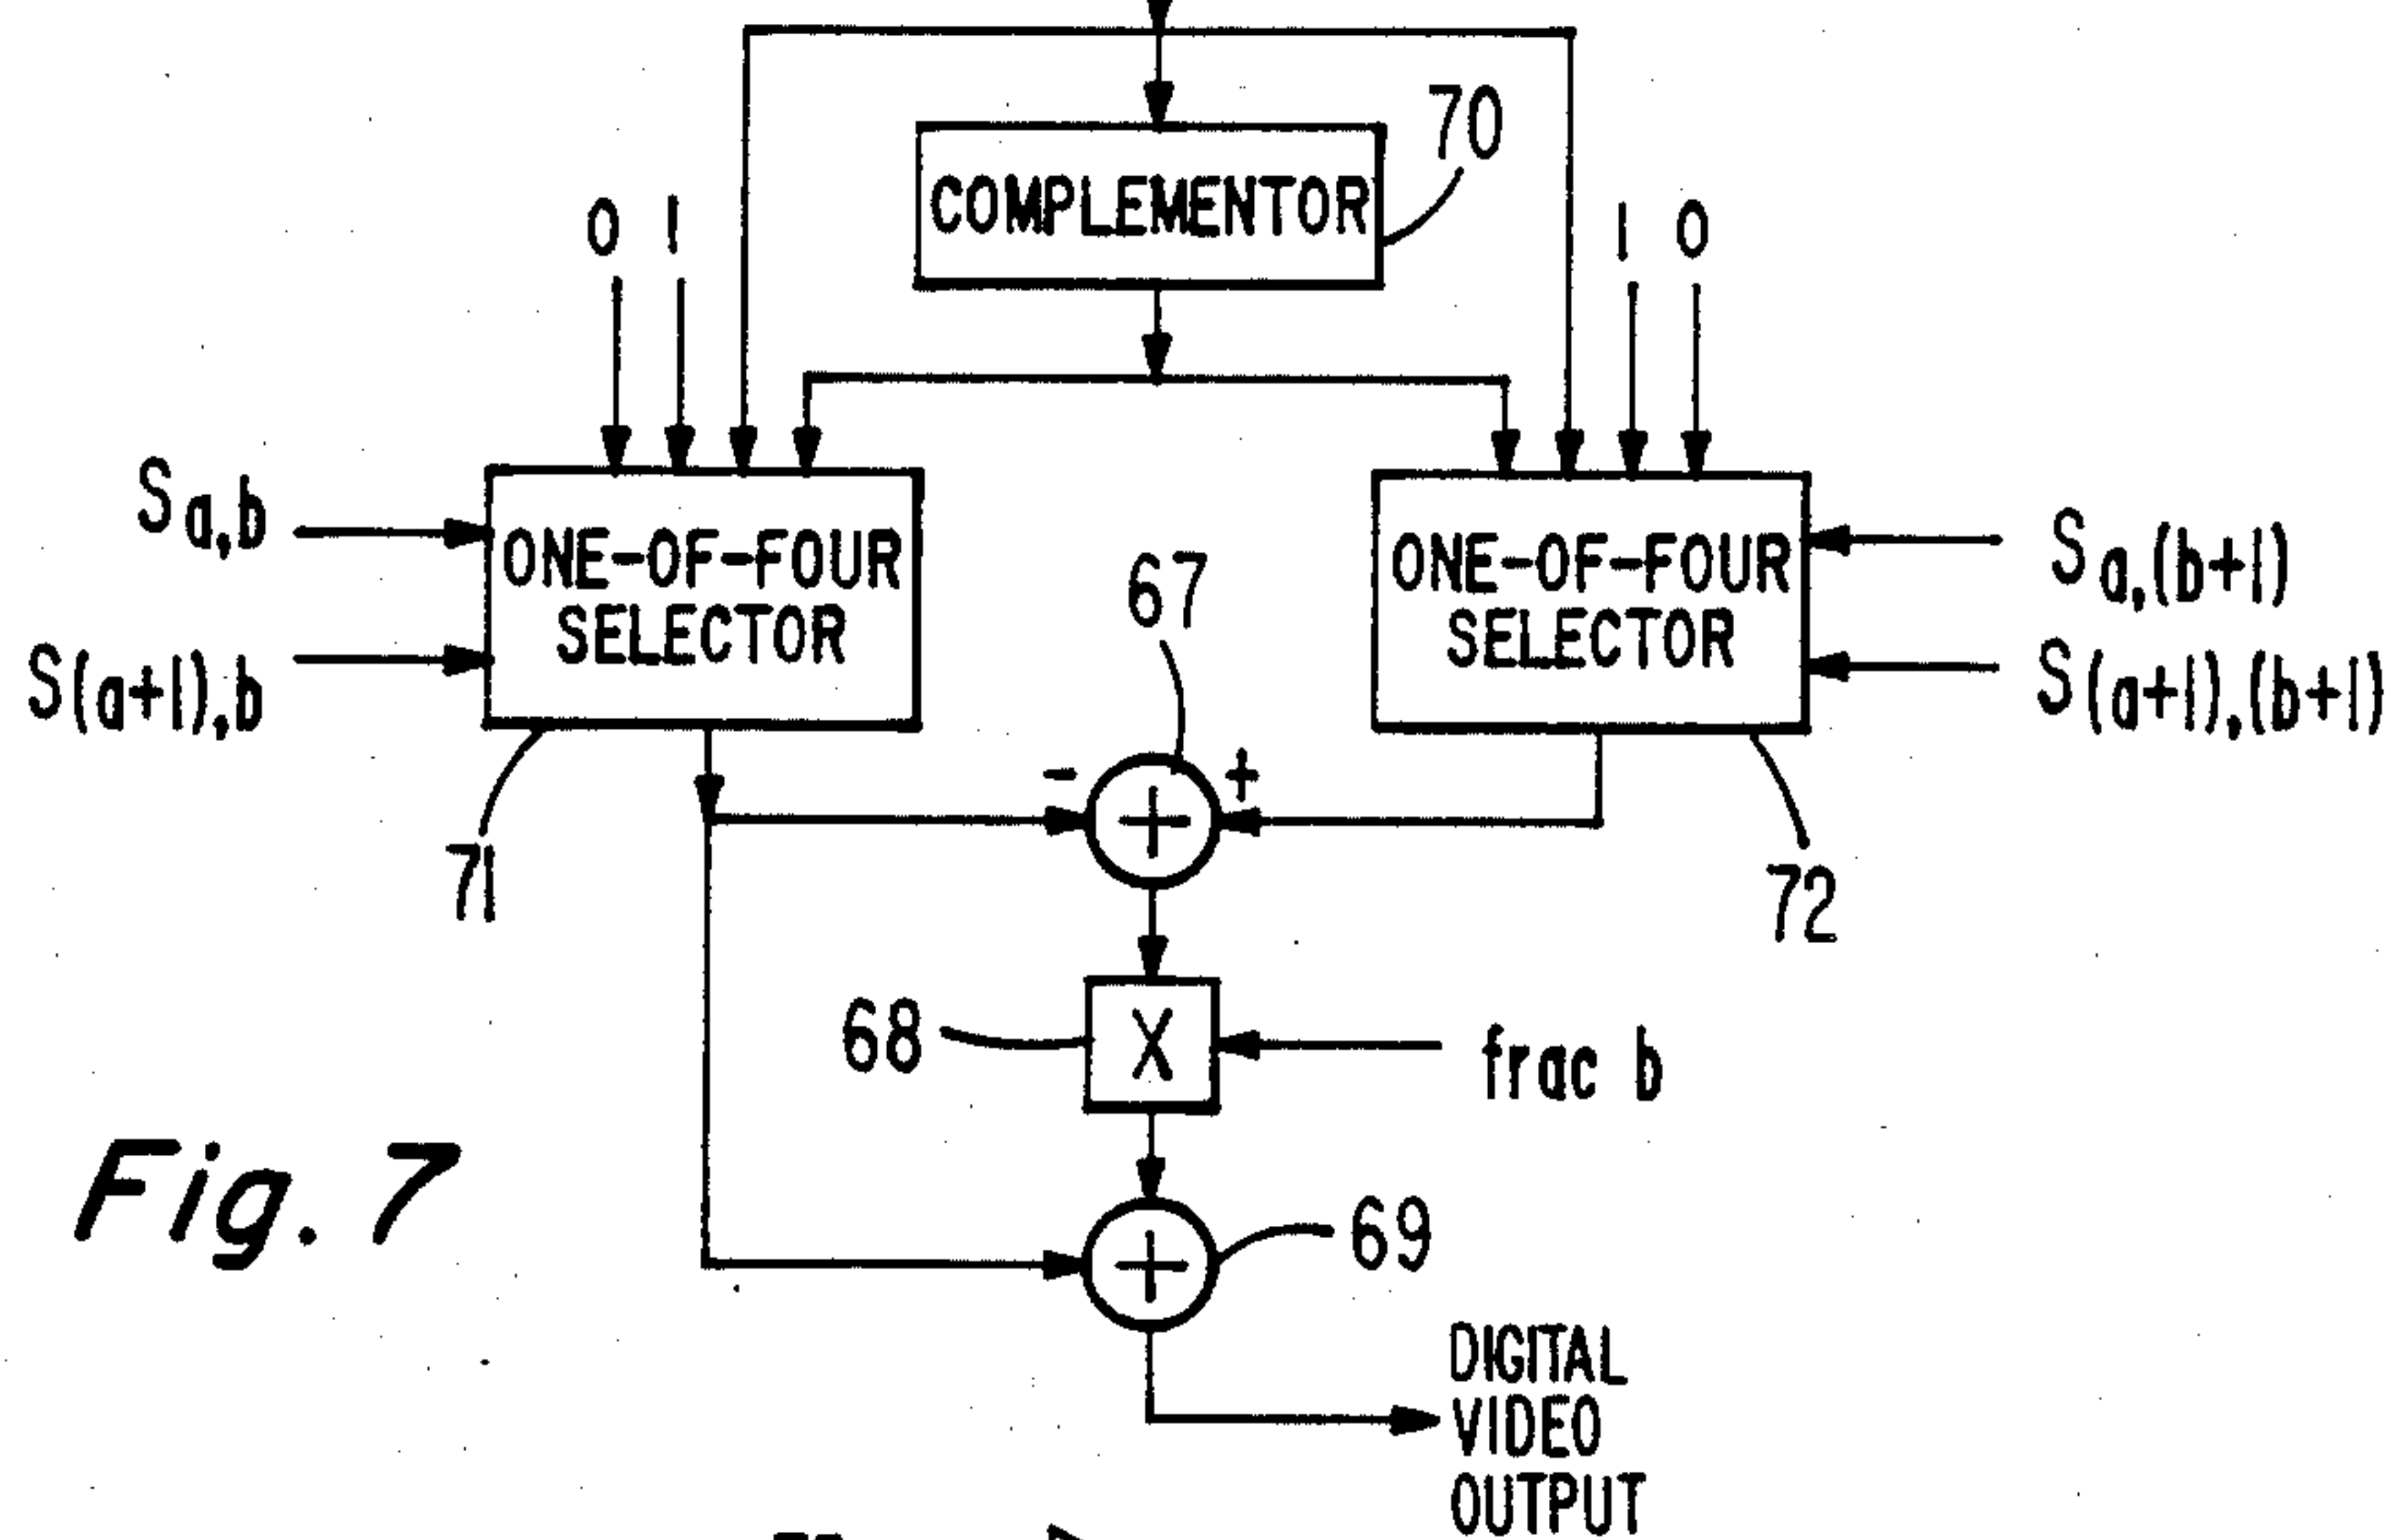 COMPLEMENTOR
70
0 1
1 0
Sa,b
S(a+1),b
ONE-OF-FOUR
SELECTOR
71
67
- +
+
ONE-OF-FOUR
SELECTOR
72
Sa,(b+1)
S(a+1),(b+1)
68
X
frac b
+
69
DIGITAL
VIDEO
OUTPUT
Fig. 7